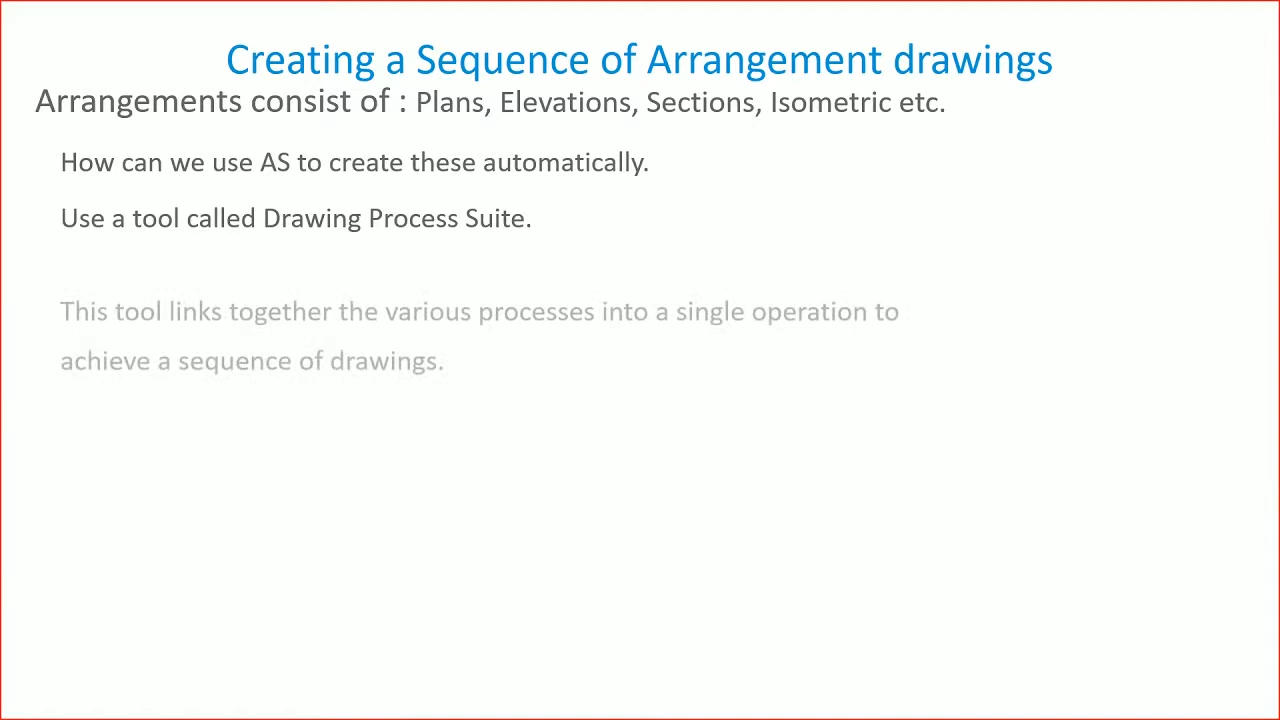 Creating a Sequence of Arrangement drawings
Arrangements consist of : Plans, Elevations, Sections, Isometric etc.
How can we use AS to create these automatically.
Use a tool called Drawing Process Suite.
This tool links together the various processes into a single operation to
achieve a sequence of drawings.